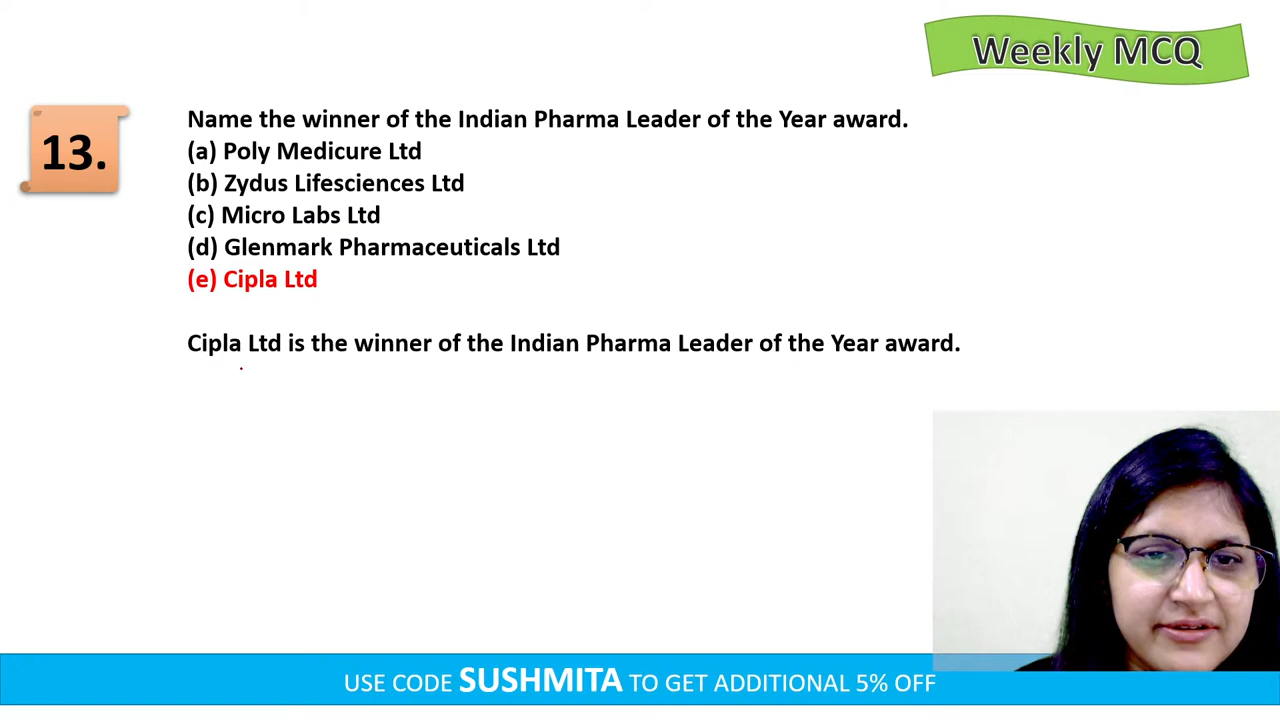 Weekly MCQ
13.
Name the winner of the Indian Pharma Leader of the Year award.
(a) Poly Medicure Ltd
(b) Zydus Lifesciences Ltd
(c) Micro Labs Ltd
(d) Glenmark Pharmaceuticals Ltd
(e) Cipla Ltd
Cipla Ltd is the winner of the Indian Pharma Leader of the Year award.
USE CODE SUSHMITA TO GET ADDITIONAL 5% OFF